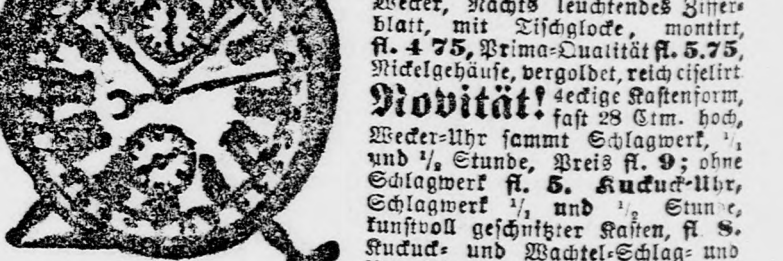 Wecker, Nachts leuchtendes Ziffer-
blatt, mit Tischglocke, montirt,
fl. 4 75, Prima-Qualität fl. 5.75,
Nickelgehäuse, vergoldet, reich ciselirt
Novität! 4eckige Kastenform,
fast 28 Ctm. hoch,
Wecker-Uhr sammt Schlagwerk, 1/1
und 1/2 Stunde, Preis fl. 9; ohne
Schlagwerk fl. 5. Kuckuck-Uhr,
Schlagwerk 1/1 und 1/2 Stunde,
kunstvoll geschnitzter Kasten, fl 8.
Kuckuck- und Wachtel-Schlag- und